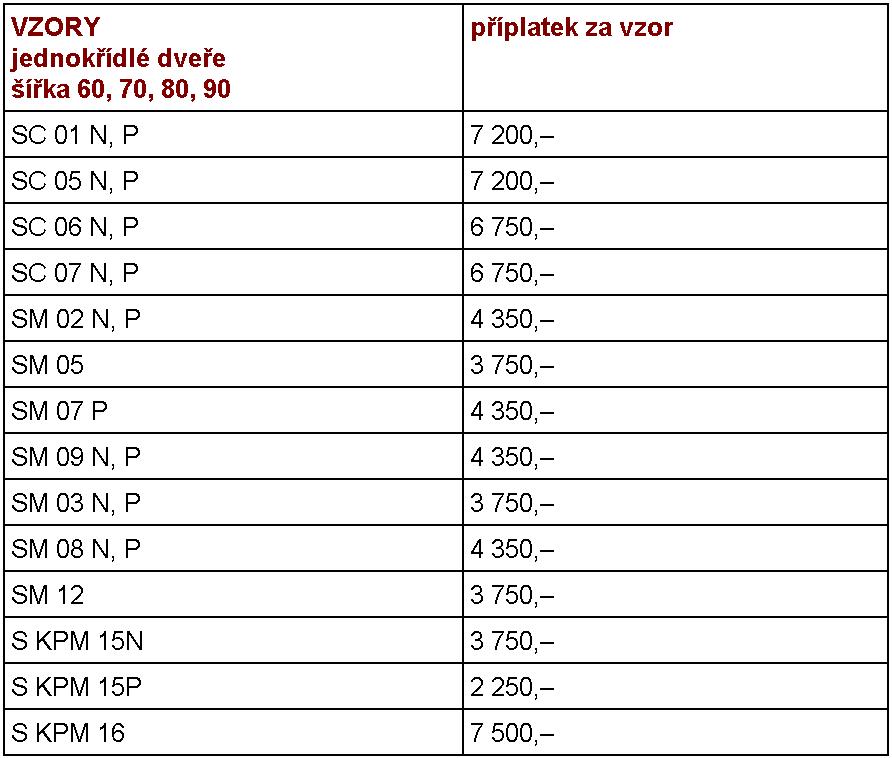 VZORY
jednokřídlé dveře
šířka 60, 70, 80, 90
příplatek za vzor
SC 01 N, P 7 200,–
SC 05 N, P 7 200,–
SC 06 N, P 6 750,–
SC 07 N, P 6 750,–
SM 02 N, P 4 350,–
SM 05 3 750,–
SM 07 P 4 350,–
SM 09 N, P 4 350,–
SM 03 N, P 3 750,–
SM 08 N, P 4 350,–
SM 12 3 750,–
S KPM 15N 3 750,–
S KPM 15P 2 250,–
S KPM 16 7 500,–